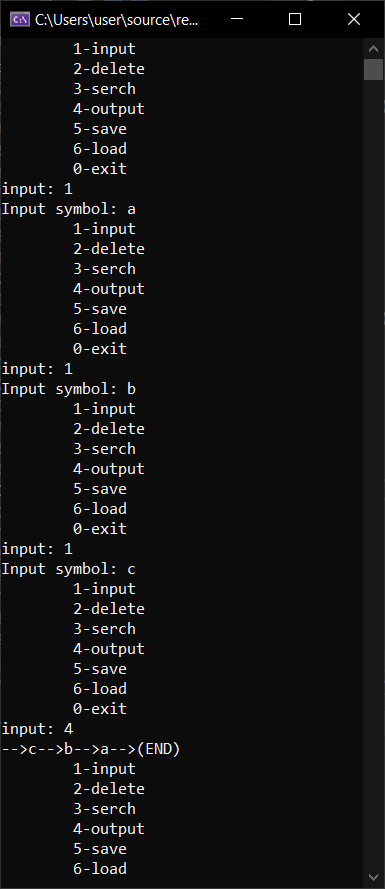 C:\Users\user\source\re...
1-input
2-delete
3-serch
4-output
5-save
6-load
0-exit
input: 1
Input symbol: a
1-input
2-delete
3-serch
4-output
5-save
6-load
0-exit
input: 1
Input symbol: b
1-input
2-delete
3-serch
4-output
5-save
6-load
0-exit
input: 1
Input symbol: c
1-input
2-delete
3-serch
4-output
5-save
6-load
0-exit
input: 4
-->c-->b-->a-->(END)
1-input
2-delete
3-serch
4-output
5-save
6-load